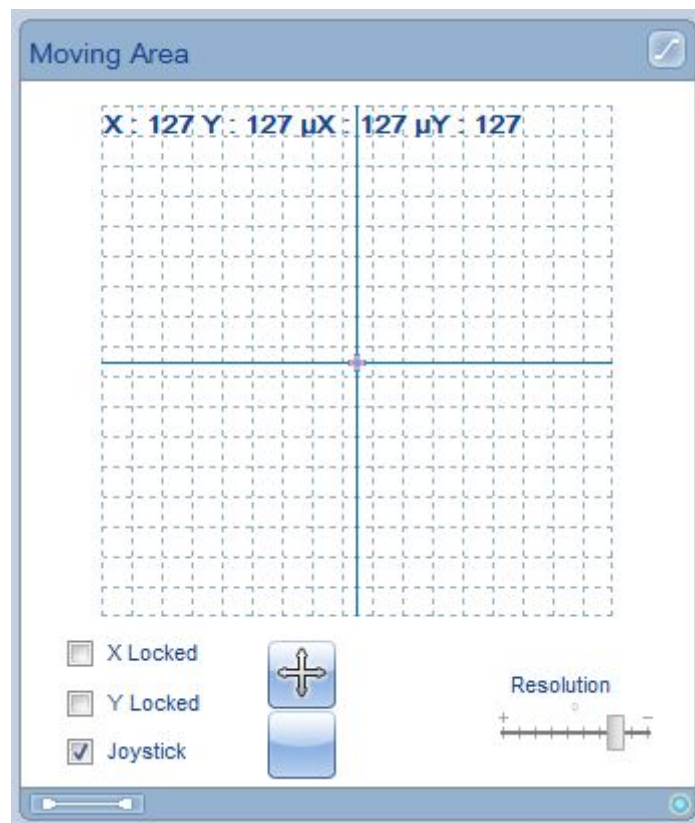 Moving Area
X : 127 Y : 127 µX : 127 µY : 127
X Locked
Y Locked
Joystick
Resolution
+ −